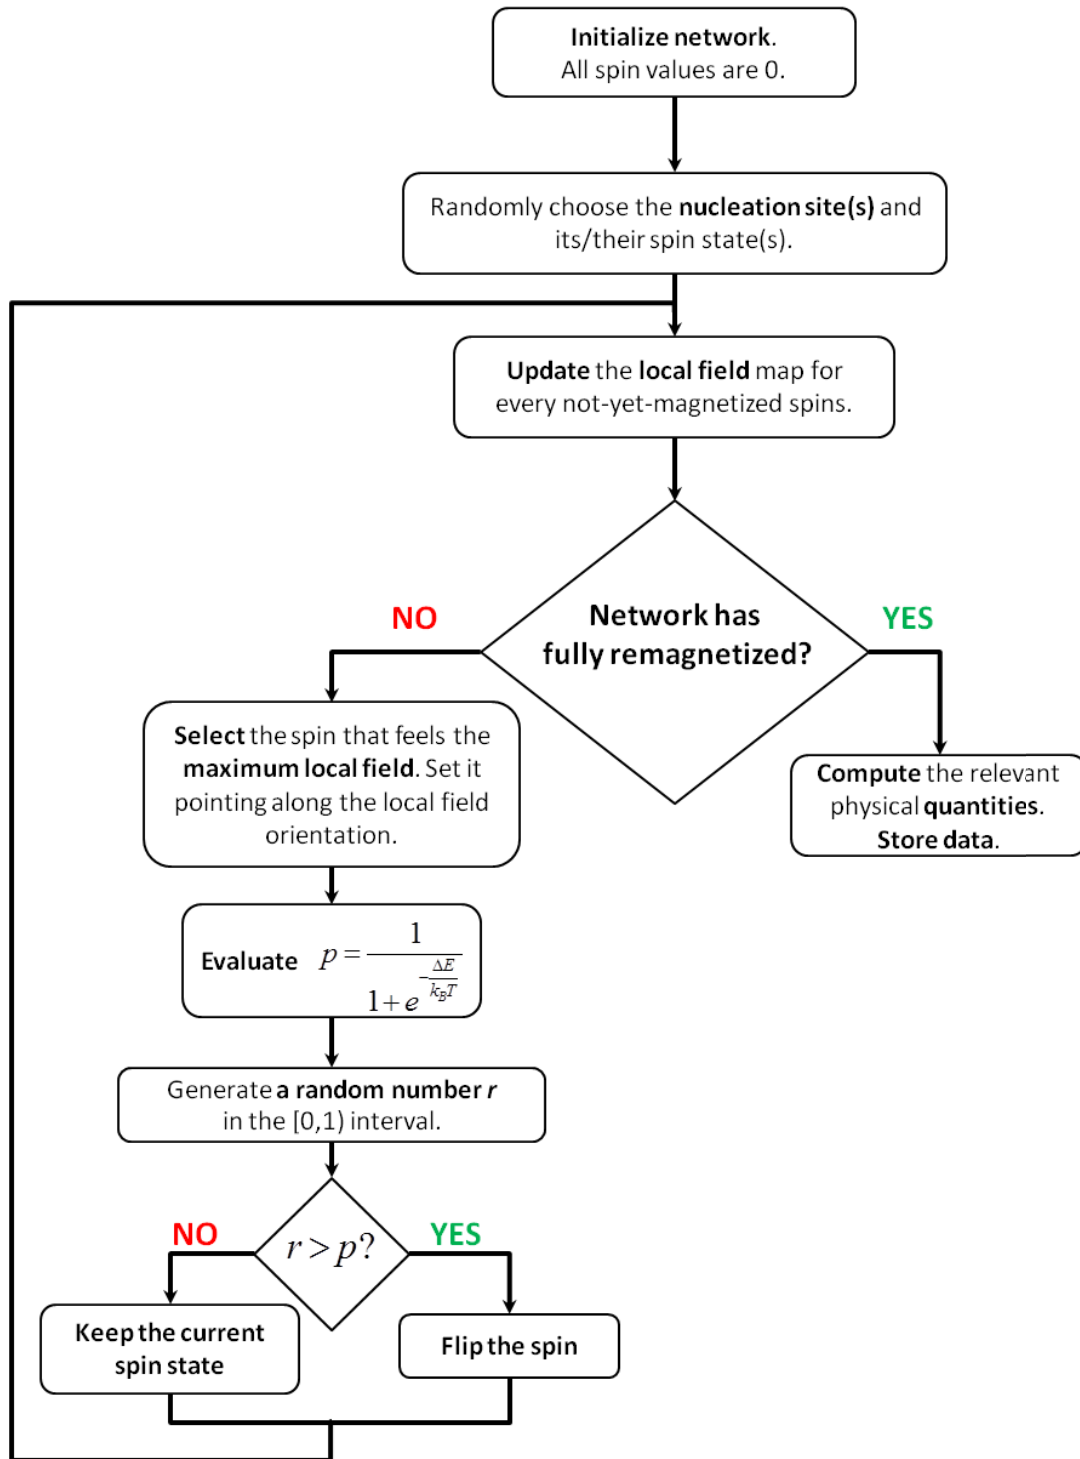 Initialize network.
All spin values are 0.
Randomly choose the nucleation site(s) and
its/their spin state(s).
Update the local field map for
every not-yet-magnetized spins.
Network has
fully remagnetized?
NO
YES
Select the spin that feels the
maximum local field. Set it
pointing along the local field
orientation.
Compute the relevant
physical quantities.
Store data.
Evaluate p = \frac{1}{1+e^{-\frac{\Delta E}{k_B T}}}
Generate a random number r
in the [0,1) interval.
r > p?
NO
YES
Keep the current
spin state
Flip the spin